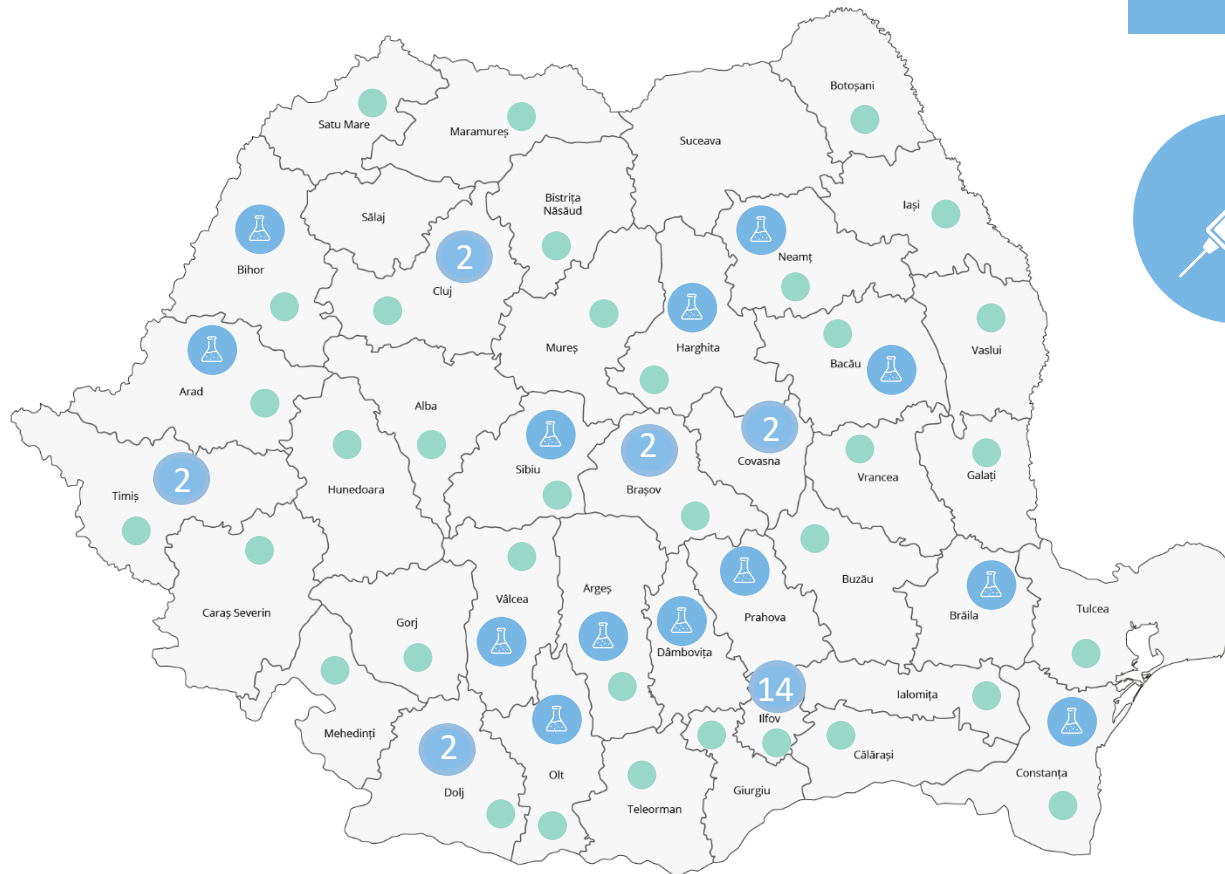 Botoșani
Satu Mare
Maramureș
Suceava
Bistrița
Năsăud
Iași
Sălaj
Neamț
2
Bihor
Cluj
Mureș
Harghita
Bacău
Vaslui
Arad
Alba
2
2
Sibiu
Brașov
Covasna
Vrancea
Galați
2
Timiș
Hunedoara
Argeș
Buzău
Vâlcea
Caraș Severin
Gorj
Prahova
Brăila
Tulcea
Dâmbovița
14
Ialomița
Ilfov
Mehedinți
2
Călărași
Constanța
Dolj
Olt
Teleorman
Giurgiu